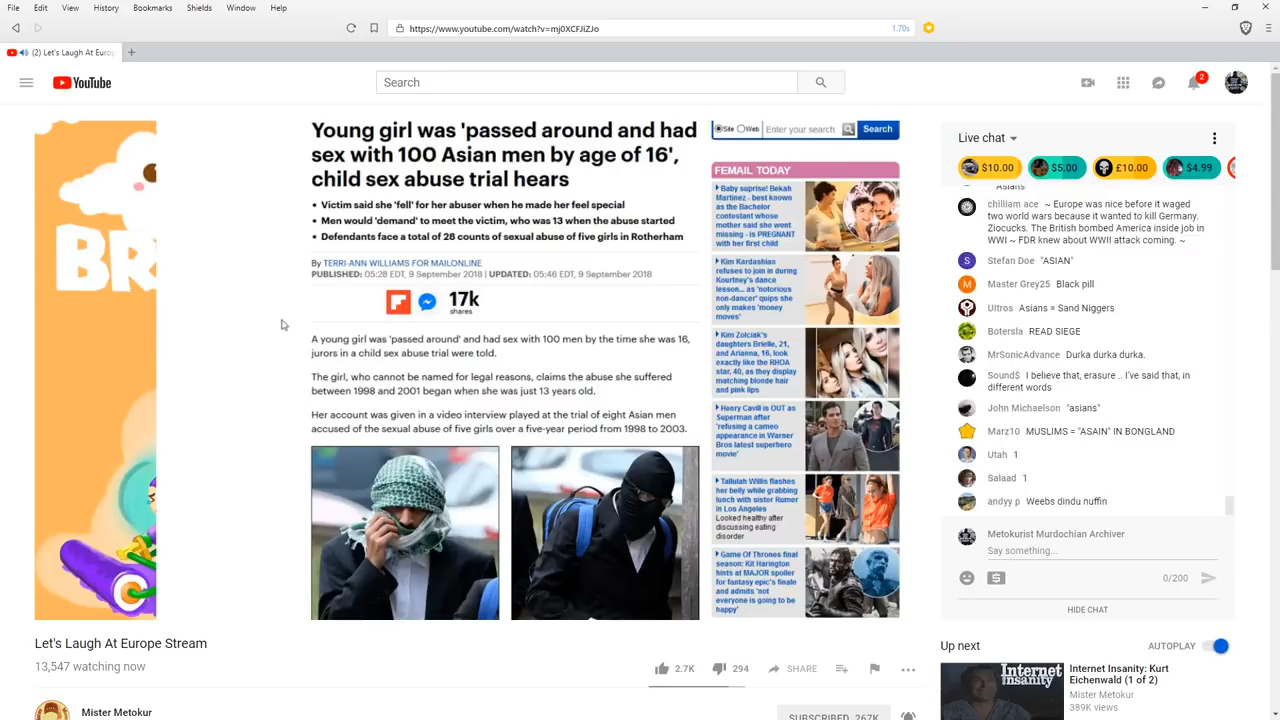 File Edit View History Bookmarks Shields Window Help
https://www.youtube.com/watch?v=mj0XCFJiZJo 1.70s
(2) Let's Laugh At Europ
YouTube
Search
2
BR
Young girl was 'passed around and had
sex with 100 Asian men by age of 16',
child sex abuse trial hears
Victim said she 'fell' for her abuser when he made her feel special
Men would 'demand' to meet the victim, who was 13 when the abuse started
Defendants face a total of 28 counts of sexual abuse of five girls in Rotherham
By TERRI-ANN WILLIAMS FOR MAILONLINE
PUBLISHED: 05:28 EDT, 9 September 2018 | UPDATED: 05:46 EDT, 9 September 2018
17k
shares
A young girl was 'passed around' and had sex with 100 men by the time she was 16,
jurors in a child sex abuse trial were told.
The girl, who cannot be named for legal reasons, claims the abuse she suffered
between 1998 and 2001 began when she was just 13 years old.
Her account was given in a video interview played at the trial of eight Asian men
accused of the sexual abuse of five girls over a five-year period from 1998 to 2003.
Site Web Enter your search Search
FEMAIL TODAY
Baby suprise! Bekah
Martinez - best known
as the Bachelor
contestant whose
mother said she went
missing - is PREGNANT
with her first child
Kim Kardashian
refuses to join in during
Kourtney's dance
lesson... as 'notorious
non-dancer' quips she
only makes 'money
moves'
Kim Zolciak's
daughters Brielle, 21,
and Arianna, 16, look
exactly like the RHOA
star, 40, as they display
matching blonde hair
and pink lips
Henry Cavill is OUT as
Superman after
'refusing a cameo
appearance in Warner
Bros latest superhero
movie'
Tallulah Willis flashes
her belly while grabbing
lunch with sister Rumer
in Los Angeles
Looked healthy after
discussing eating
disorder
Game Of Thrones final
season: Kit Harington
hints at MAJOR spoiler
for fantasy epic's finale
and admits 'not
everyone is going to be
happy'
Live chat
$10.00 $5.00 £10.00 $4.99
Asians
chilliam ace ~ Europe was nice before it waged
two world wars because it wanted to kill Germany.
Ziocucks. The British bombed America inside job in
WWI ~ FDR knew about WWII attack coming. ~
Stefan Doe "ASIAN"
Master Grey25 Black pill
Ultros Asians = Sand Niggers
Botersla READ SIEGE
MrSonicAdvance Durka durka durka.
Sound$ I believe that, erasure .. I've said that, in
different words
John Michaelson "asians"
Marz10 MUSLIMS = "ASAIN" IN BONGLAND
Utah 1
Salaad 1
andyy p Weebs dindu nuffin
Metokurist Murdochian Archiver
Say something...
0/200
HIDE CHAT
Let's Laugh At Europe Stream
13,547 watching now
2.7K 294 SHARE
Mister Metokur
SUBSCRIBED 267K
Up next AUTOPLAY
Internet
Insanity
Internet Insanity: Kurt
Eichenwald (1 of 2)
Mister Metokur
389K views